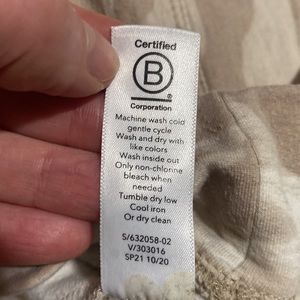 Certified
B
Corporation
Machine wash cold
gentle cycle
Wash and dry with
like colors
Wash inside out
Only non-chlorine
bleach when
needed
Tumble dry low
Cool iron
Or dry clean
S/632058-02
V/303016
SP21 10/20